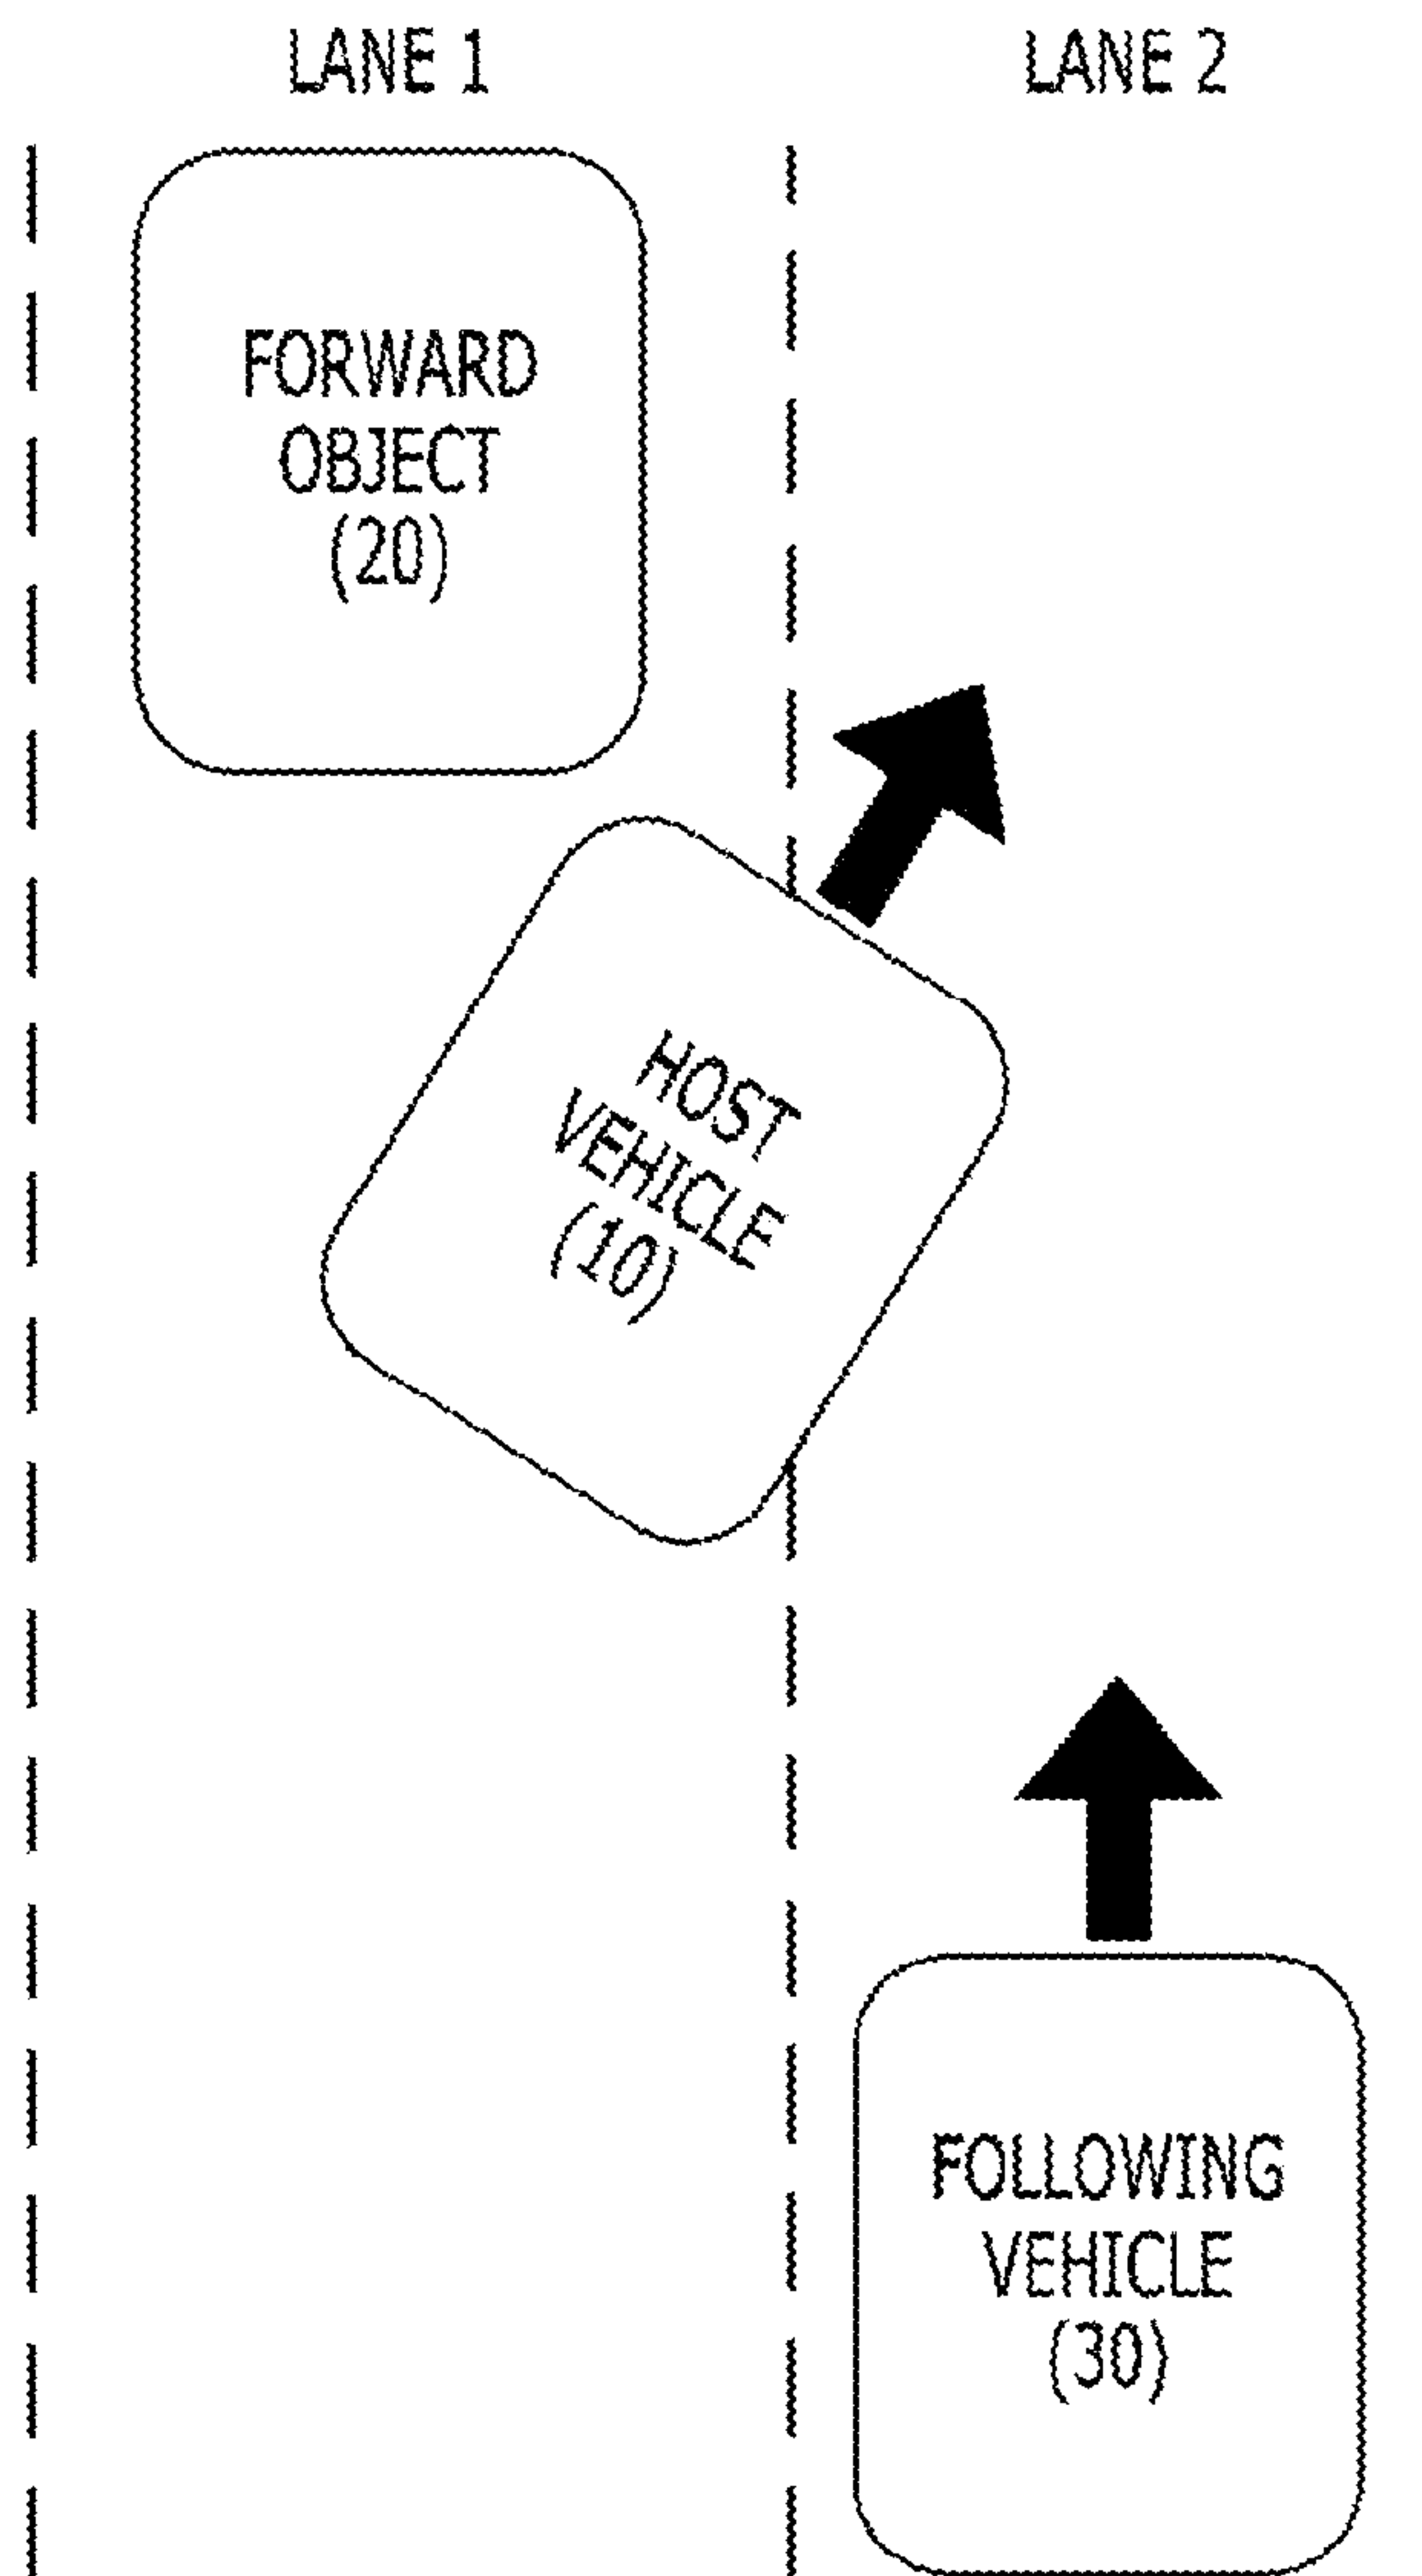 LANE 1
LANE 2
FORWARD
OBJECT
(20)
HOST
VEHICLE
(10)
FOLLOWING
VEHICLE
(30)